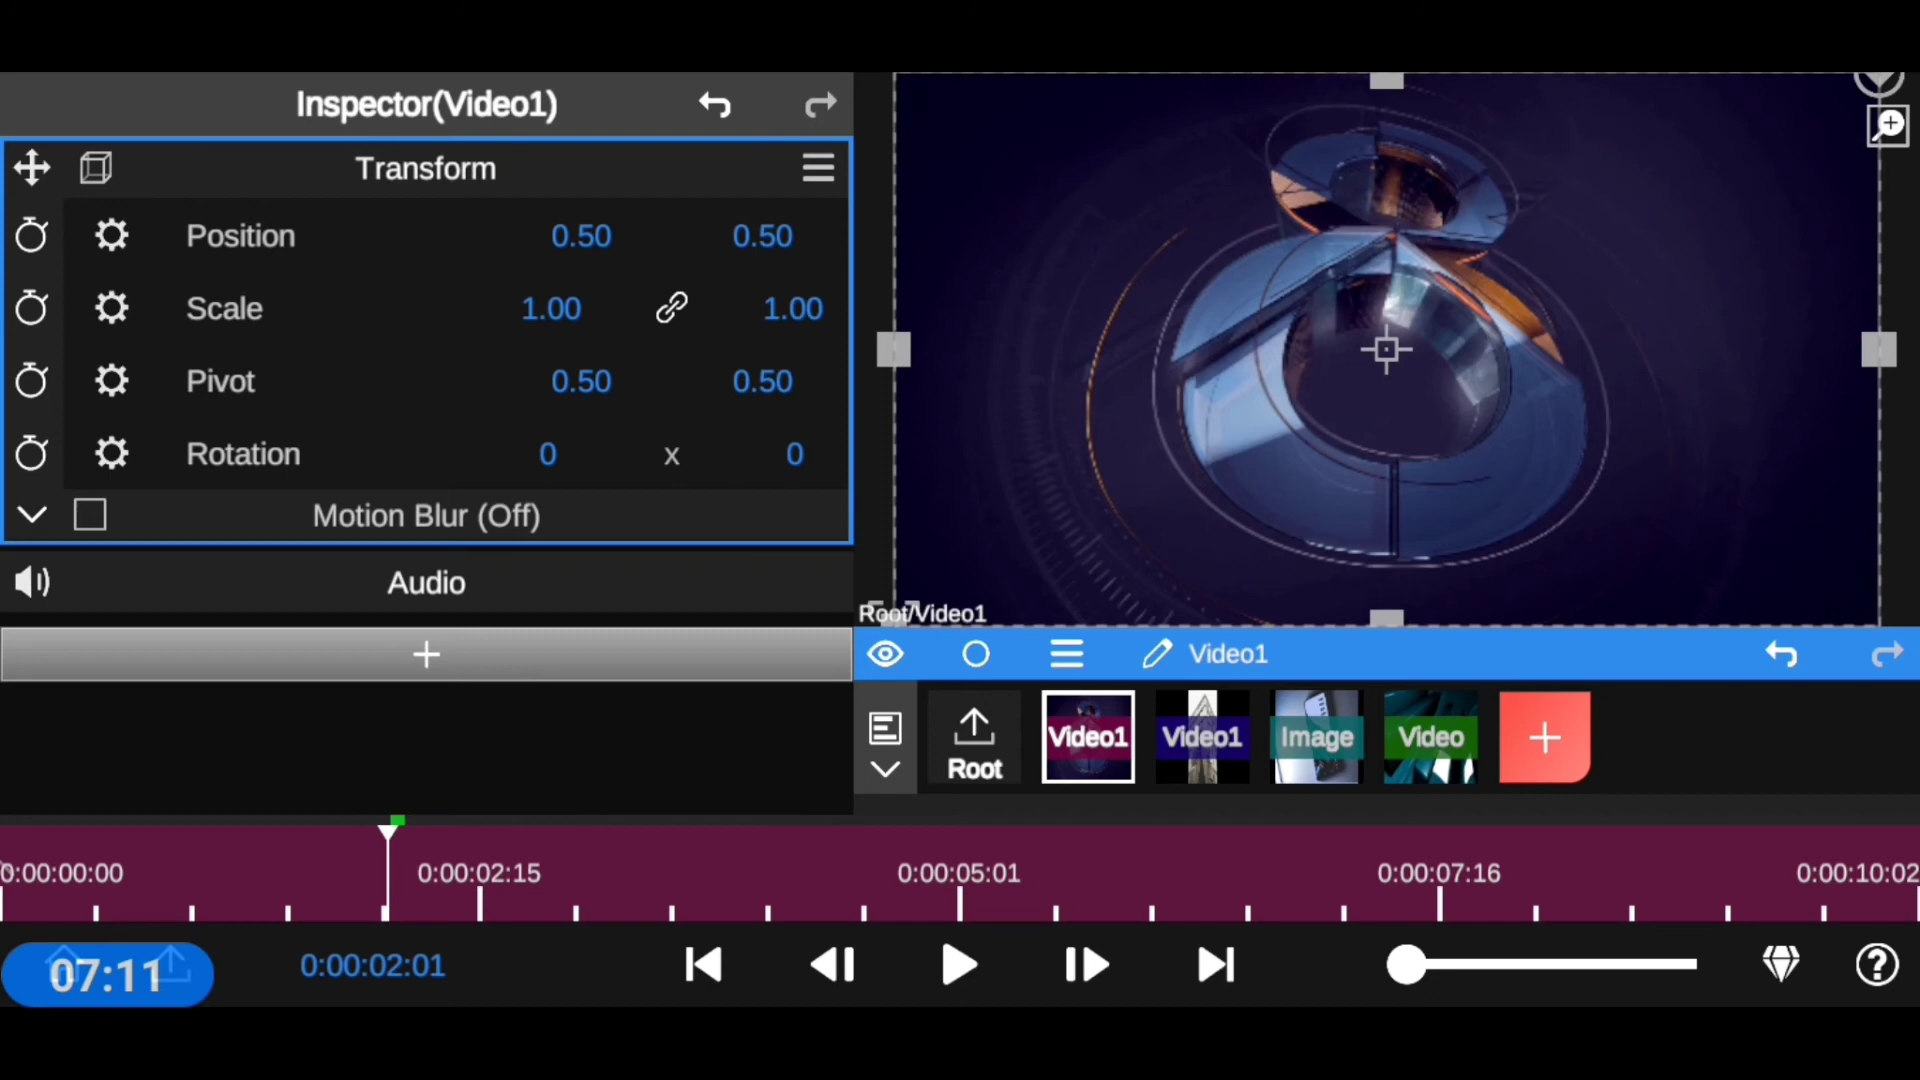 Inspector(Video1)
Transform
Position 0.50 0.50
Scale 1.00 1.00
Pivot 0.50 0.50
Rotation 0 x 0
Motion Blur (Off)
Audio
Root/Video1
Video1
Root Video1 Video1 Image Video
0:00:00:00 0:00:02:15 0:00:05:01 0:00:07:16 0:00:10:02
07:11 0:00:02:01